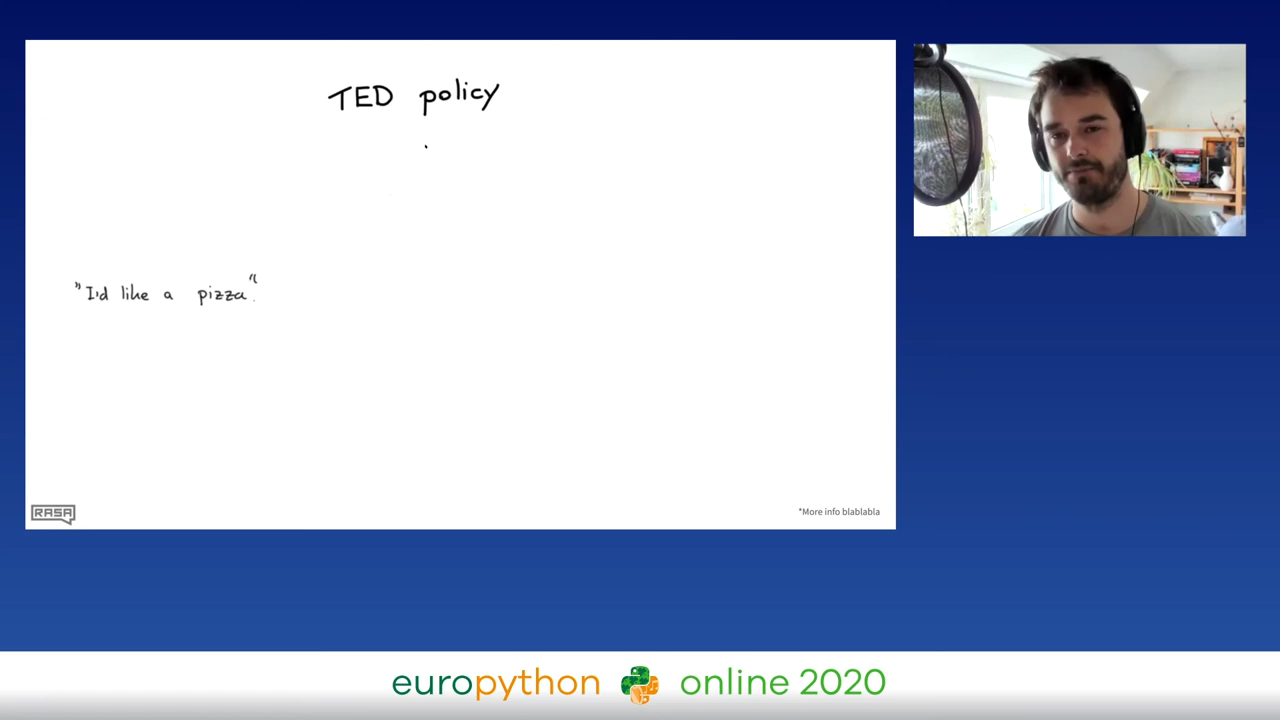 TED policy
"I'd like a pizza".
RASA
*More info blablabla
europython online 2020